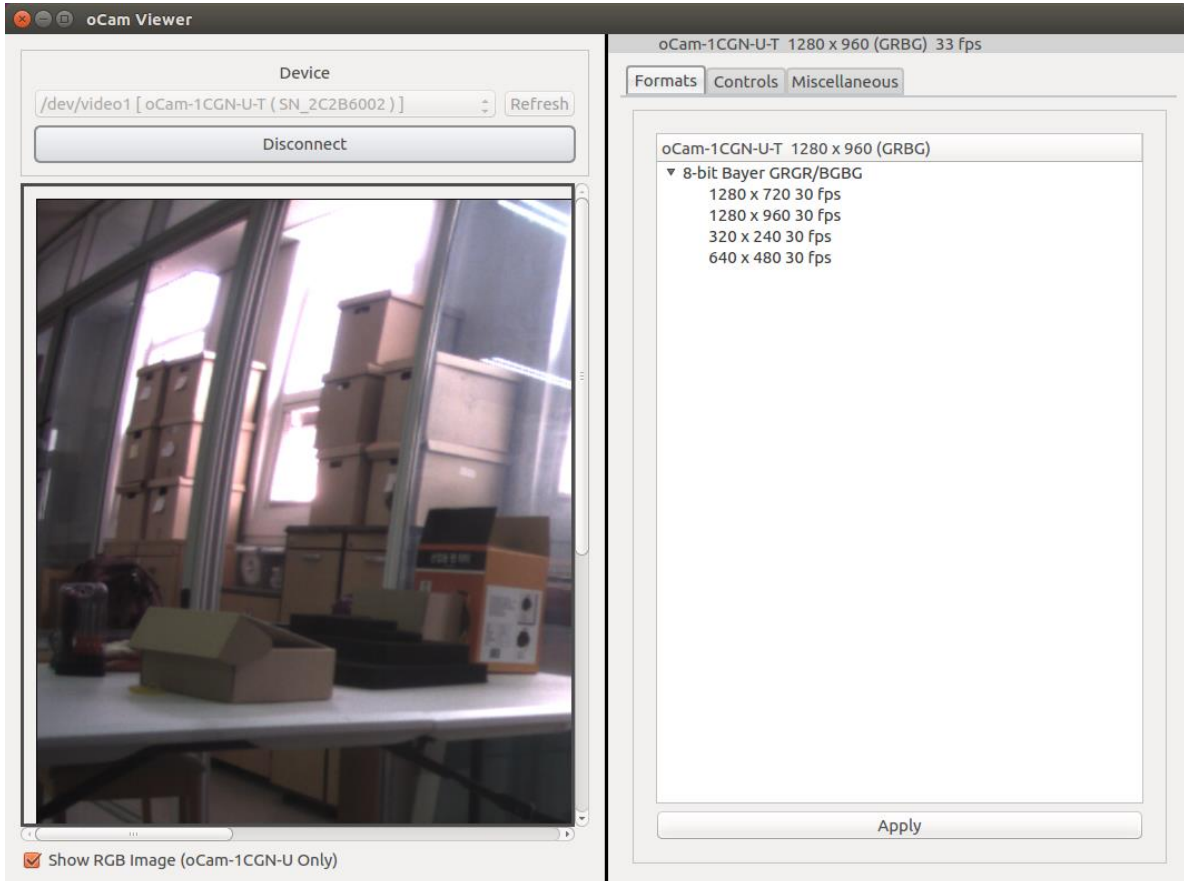 oCam Viewer
Device
/dev/video1 [ oCam-1CGN-U-T ( SN_2C2B6002 ) ]
Refresh
Disconnect
Show RGB Image (oCam-1CGN-U Only)
oCam-1CGN-U-T 1280 x 960 (GRBG) 33 fps
Formats Controls Miscellaneous
oCam-1CGN-U-T 1280 x 960 (GRBG)
8-bit Bayer GRGR/BGBG
1280 x 720 30 fps
1280 x 960 30 fps
320 x 240 30 fps
640 x 480 30 fps
Apply